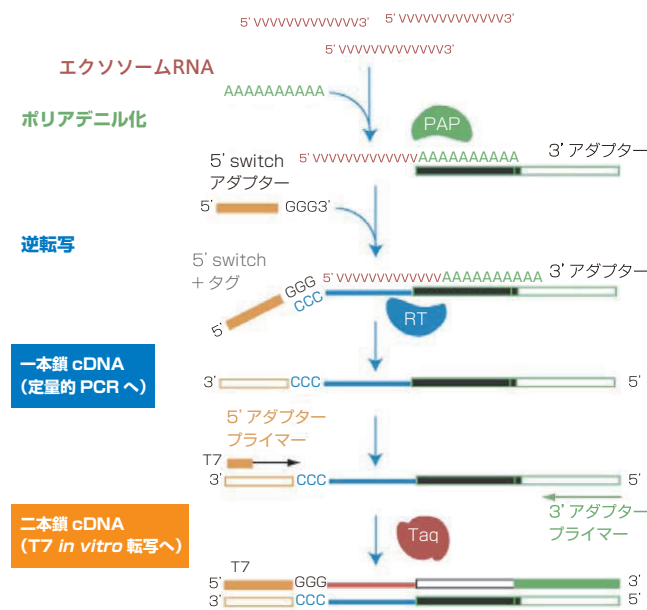 5' VVVVVVVVVVVVV3'
5' VVVVVVVVVVVVV3'
5' VVVVVVVVVVVVV3'
エクソソームRNA
AAAAAAAAAA
ポリアデニル化
PAP
5' VVVVVVVVVVVVVAAAAAAAAAA
3' アダプター
5' switch
アダプター
5'
GGG3'
逆転写
5' switch
+ タグ
5'
GGG
CCC
5' VVVVVVVVVVVVVAAAAAAAAAA
3' アダプター
RT
一本鎖 cDNA
(定量的 PCR へ)
3'
CCC
5'
5' アダプター
プライマー
T7
3'
CCC
5'
3' アダプター
プライマー
二本鎖 cDNA
(T7 in vitro 転写へ)
Taq
T7
5'
GGG
3'
3'
CCC
5'